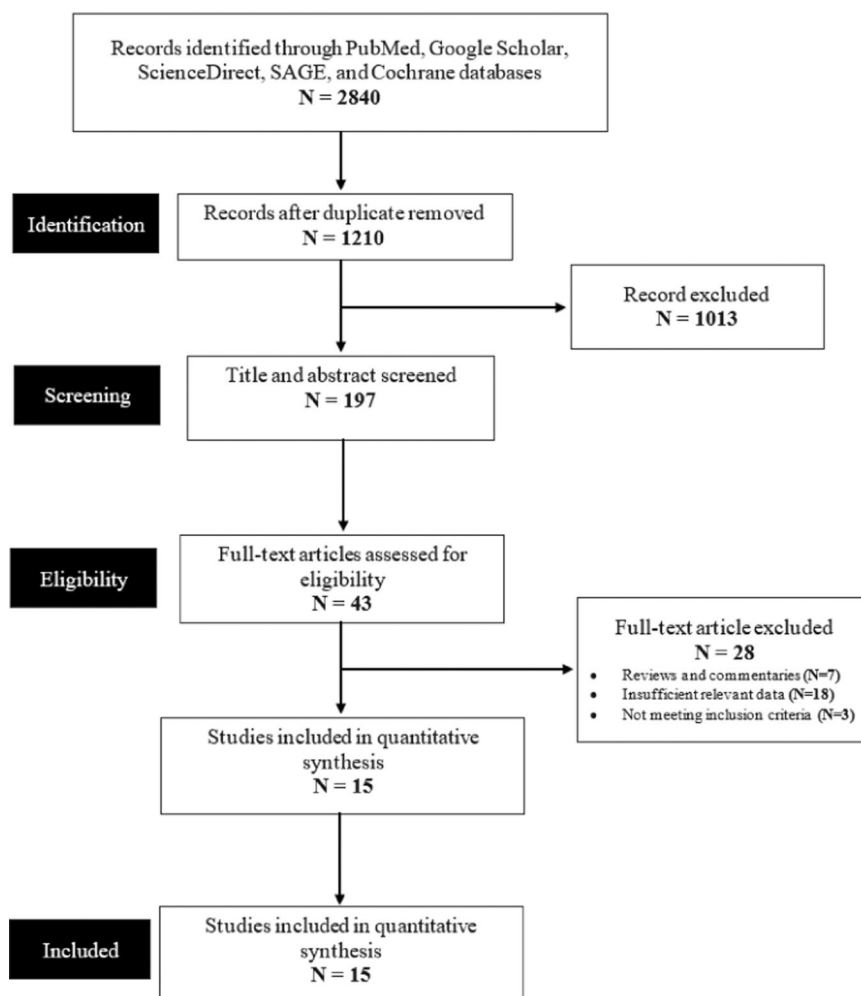 Records identified through PubMed, Google Scholar,
ScienceDirect, SAGE, and Cochrane databases
N = 2840
Identification
Records after duplicate removed
N = 1210
Record excluded
N = 1013
Screening
Title and abstract screened
N = 197
Eligibility
Full-text articles assessed for
eligibility
N = 43
Full-text article excluded
N = 28
• Reviews and commentaries (N=7)
• Insufficient relevant data (N=18)
• Not meeting inclusion criteria (N=3)
Studies included in quantitative
synthesis
N = 15
Included
Studies included in quantitative
synthesis
N = 15